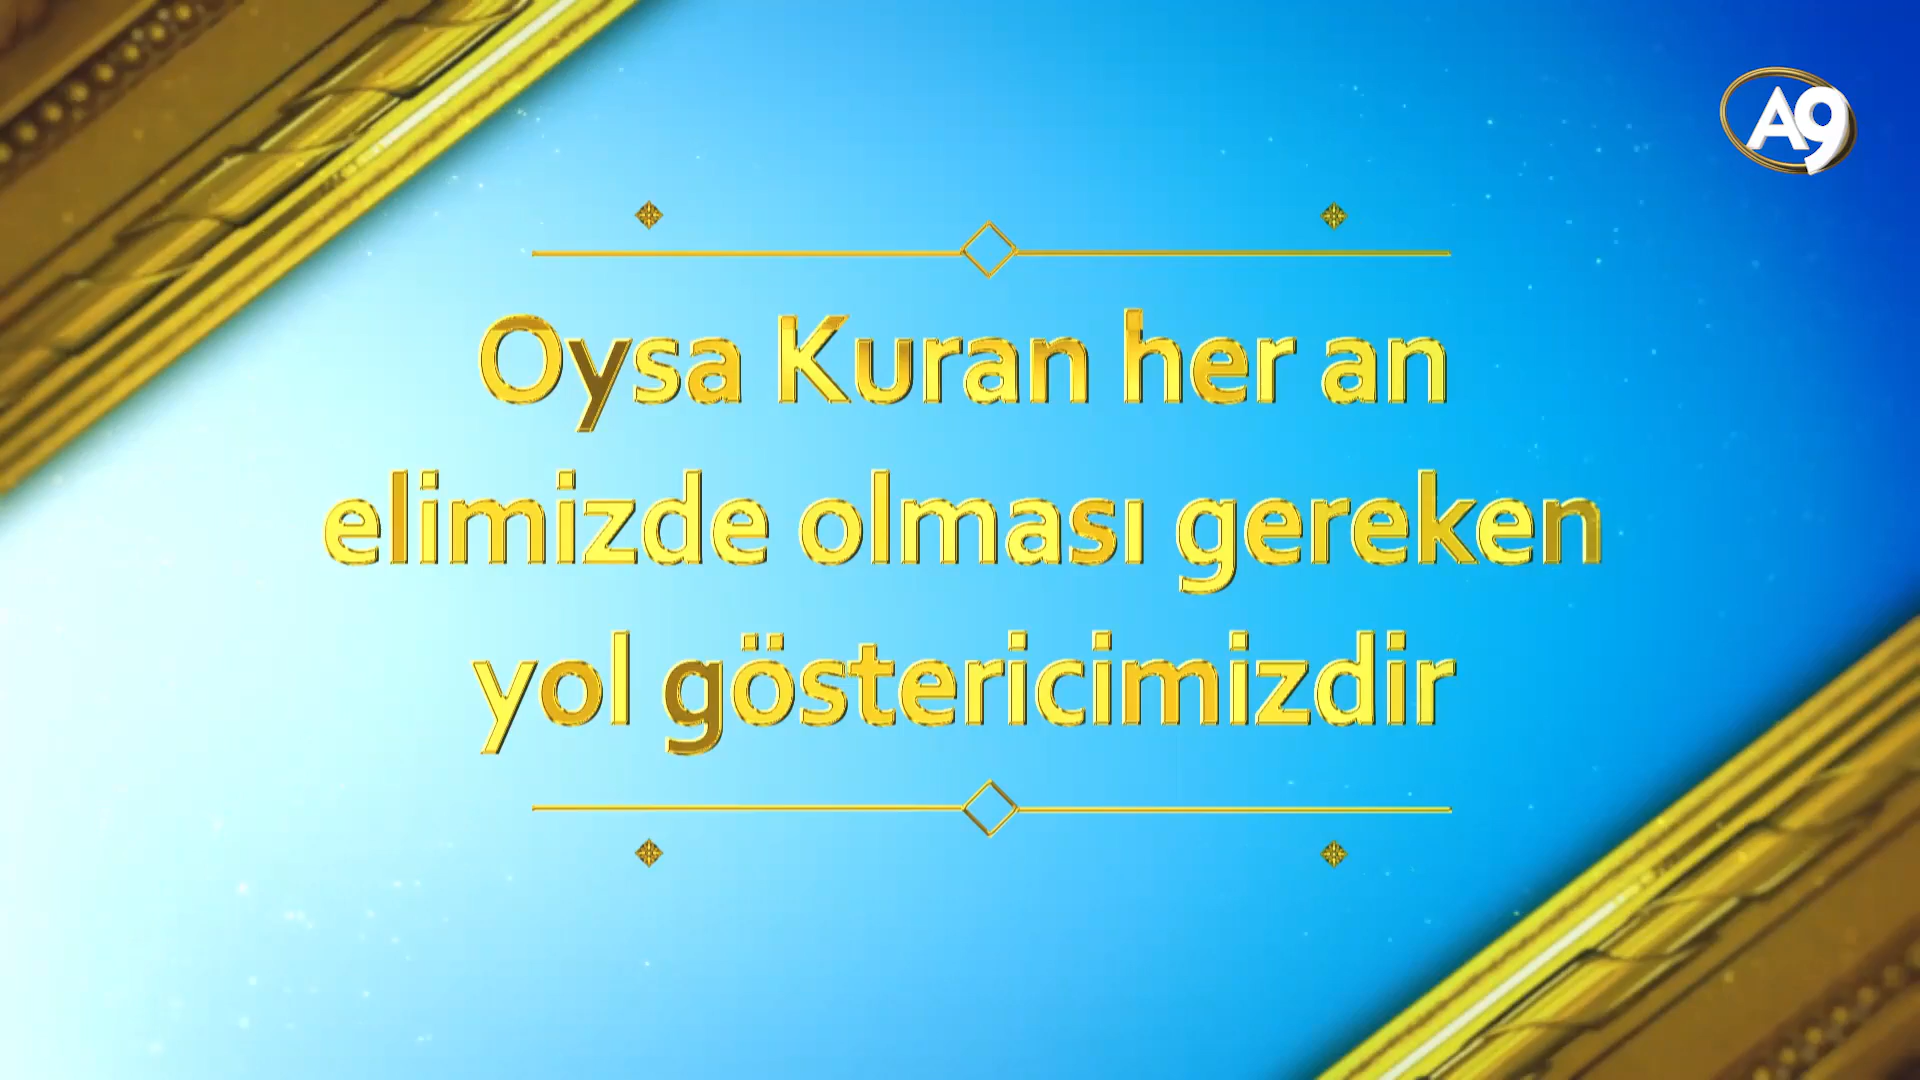 A9
Oysa Kuran her an
elimizde olması gereken
yol göstericimizdir